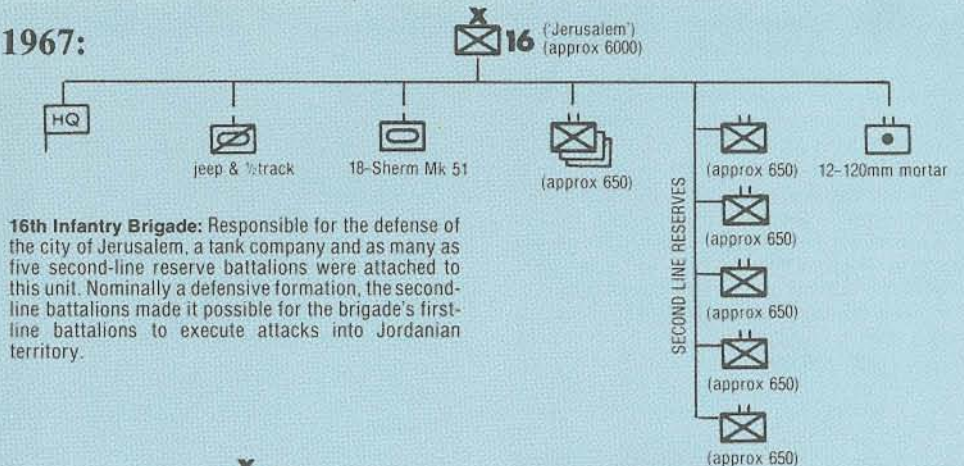 1967:
X
16 ('Jerusalem')
(approx 6000)
HQ
jeep & ½track
18-Sherm Mk 51
(approx 650)
12-120mm mortar
SECOND LINE RESERVES
(approx 650)
(approx 650)
(approx 650)
(approx 650)
(approx 650)
16th Infantry Brigade: Responsible for the defense of
the city of Jerusalem, a tank company and as many as
five second-line reserve battalions were attached to
this unit. Nominally a defensive formation, the second-
line battalions made it possible for the brigade's first-
line battalions to execute attacks into Jordanian
territory.